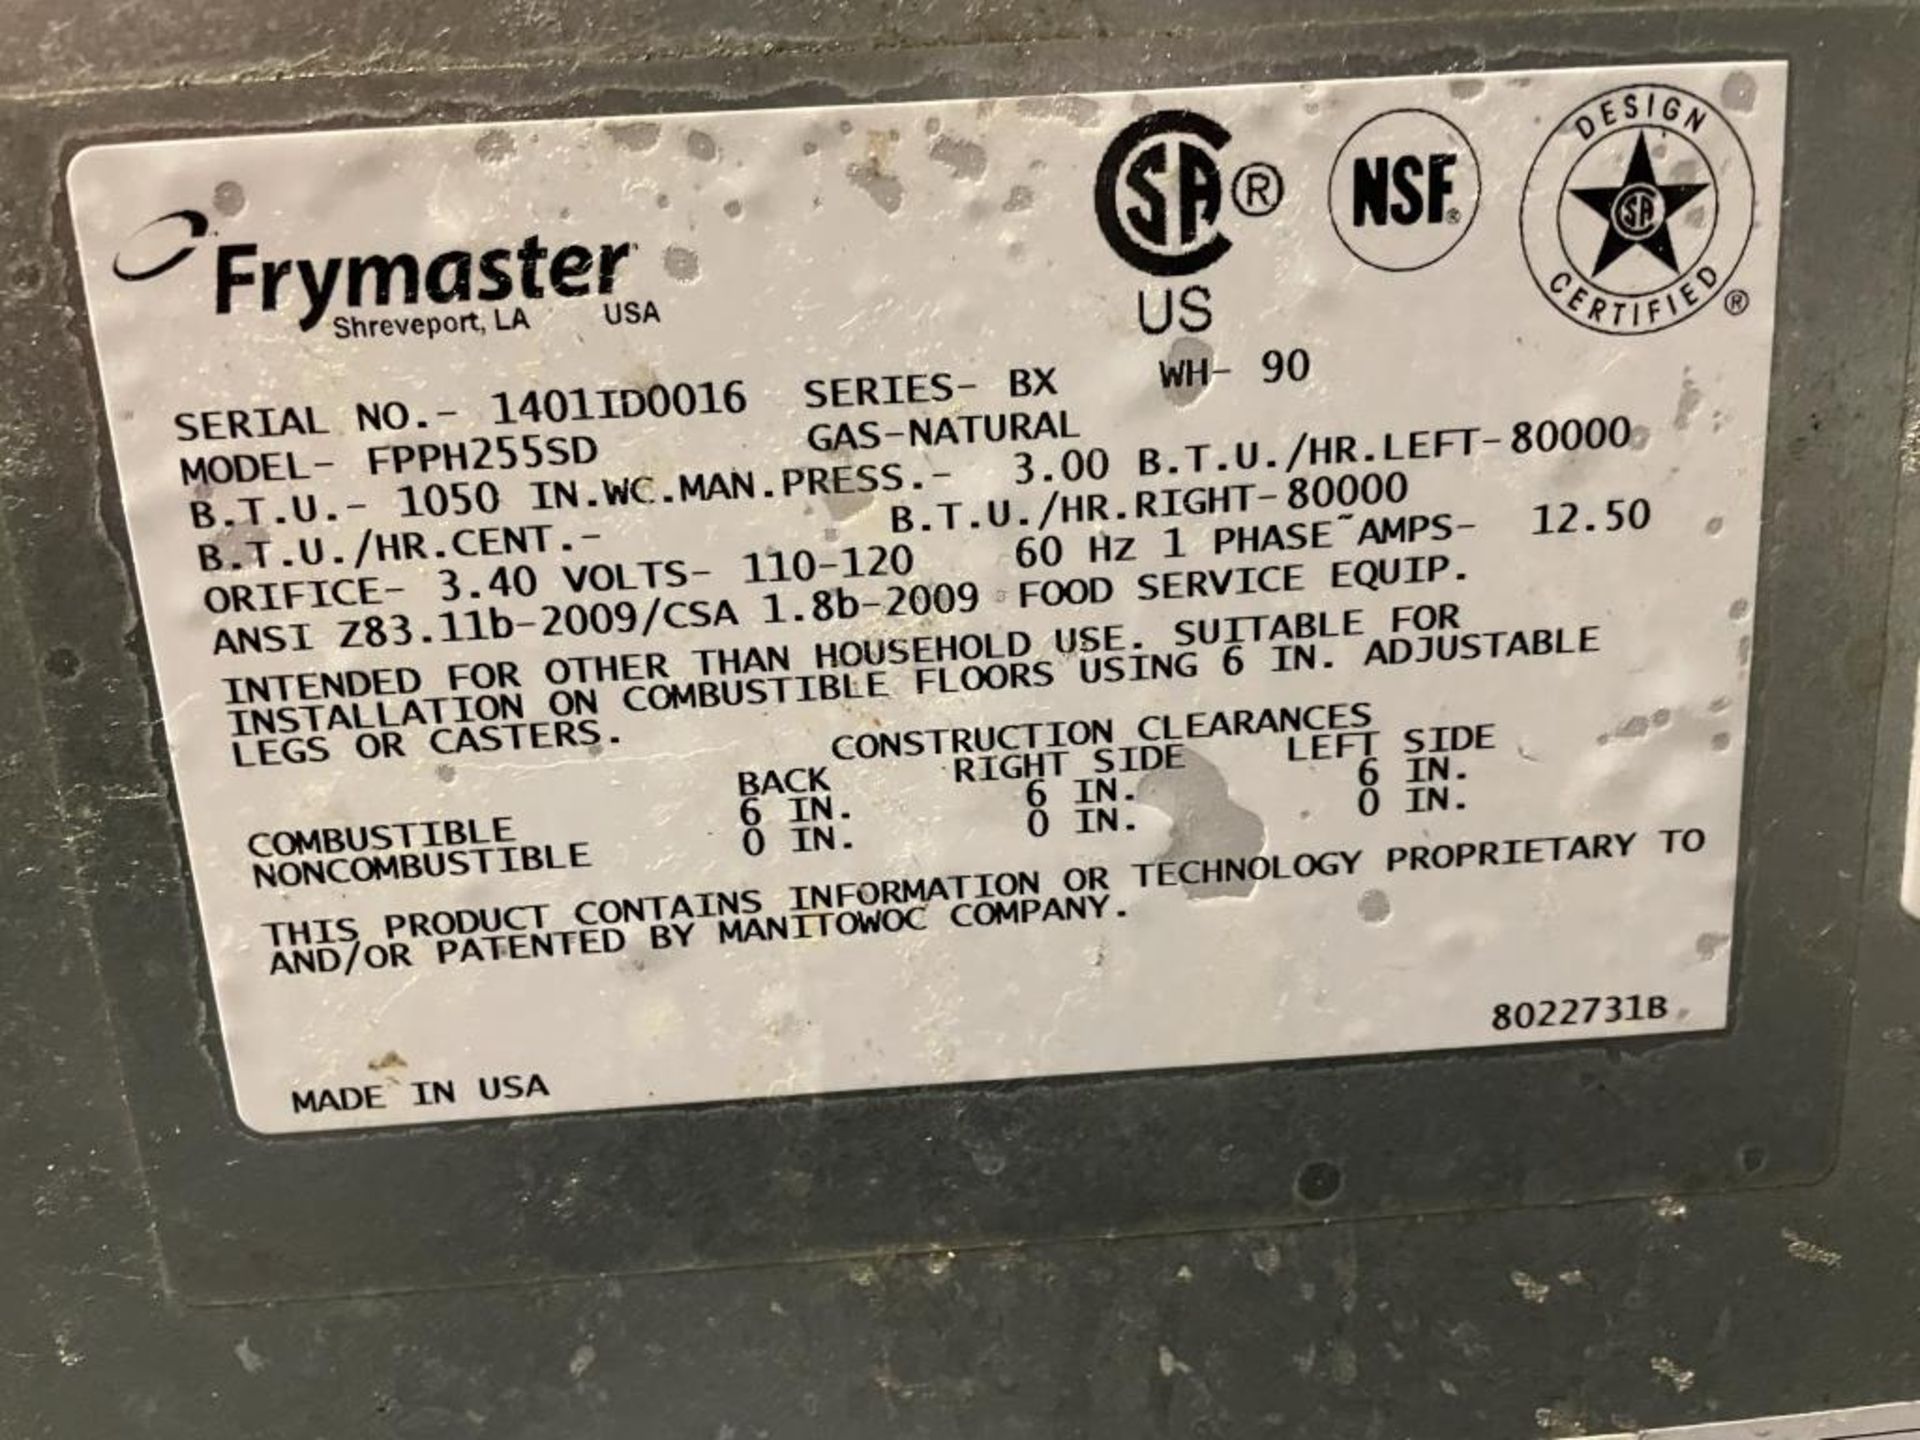 Frymaster
Shreveport, LA USA
CSA® US
NSF®
DESIGN CSA CERTIFIED ®
SERIAL NO.- 1401ID0016 SERIES- BX WH- 90
MODEL- FPPH255SD GAS-NATURAL
B.T.U.- 1050 IN.WC.MAN.PRESS.- 3.00 B.T.U./HR.LEFT-80000
B.T.U./HR.CENT.- B.T.U./HR.RIGHT-80000
ORIFICE- 3.40 VOLTS- 110-120 60 HZ 1 PHASE~AMPS- 12.50
ANSI Z83.11b-2009/CSA 1.8b-2009 FOOD SERVICE EQUIP.
INTENDED FOR OTHER THAN HOUSEHOLD USE. SUITABLE FOR
INSTALLATION ON COMBUSTIBLE FLOORS USING 6 IN. ADJUSTABLE
LEGS OR CASTERS.
CONSTRUCTION CLEARANCES
BACK RIGHT SIDE LEFT SIDE
COMBUSTIBLE 6 IN. 6 IN. 6 IN.
NONCOMBUSTIBLE 0 IN. 0 IN. 0 IN.
THIS PRODUCT CONTAINS INFORMATION OR TECHNOLOGY PROPRIETARY TO
AND/OR PATENTED BY MANITOWOC COMPANY.
8022731B
MADE IN USA